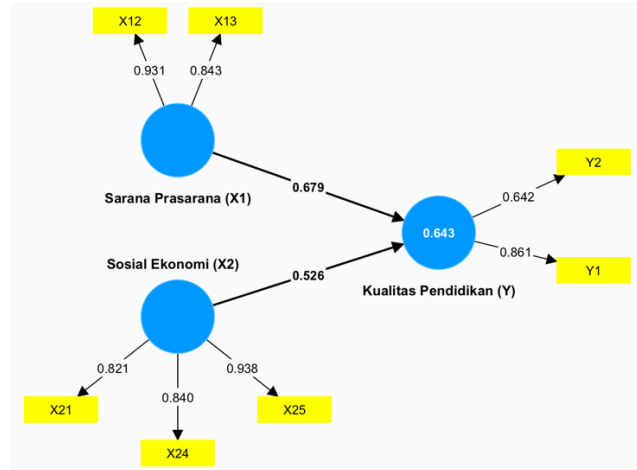 X12
X13
0.931
0.843
Sarana Prasarana (X1)
0.679
Y2
0.642
0.643
0.861
Y1
Kualitas Pendidikan (Y)
Sosial Ekonomi (X2)
0.526
0.821
0.840
0.938
X21
X24
X25